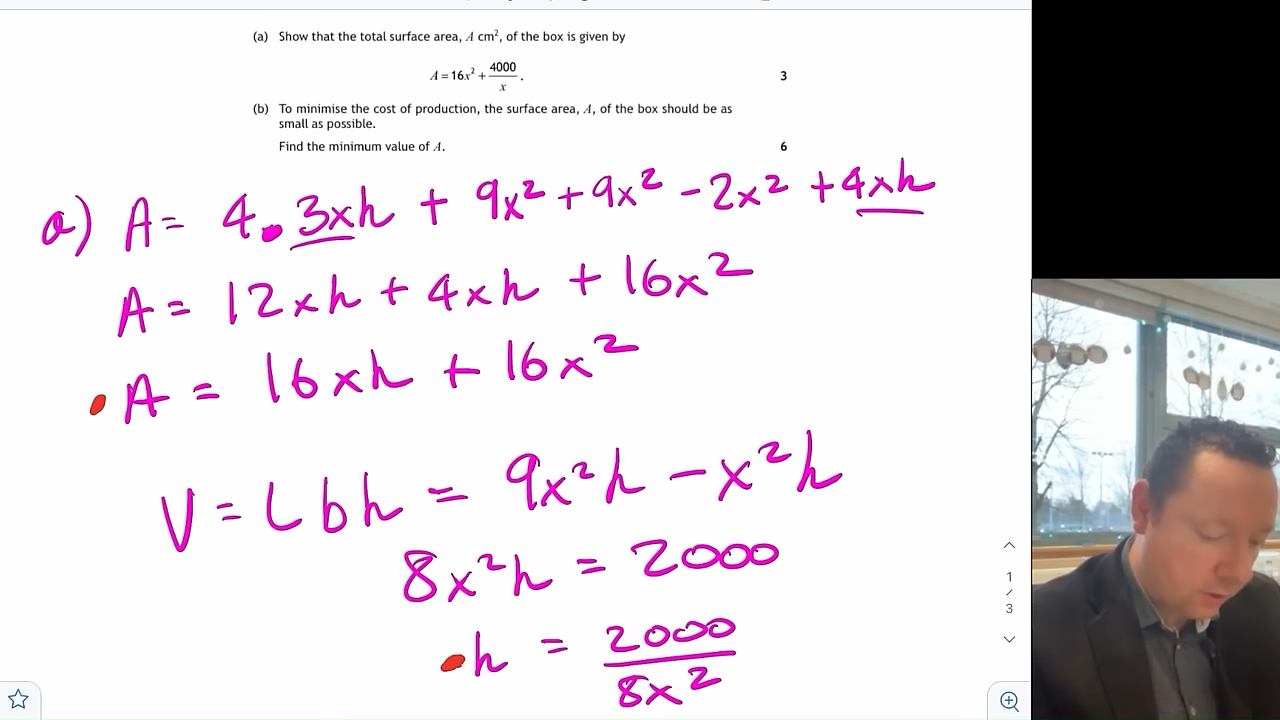 (a) Show that the total surface area, A cm², of the box is given by
A = 16x² + 4000/x .
3
(b) To minimise the cost of production, the surface area, A, of the box should be as
small as possible.
Find the minimum value of A.
6
a) A = 4 . 3xh + 9x² + 9x² - 2x² + 4xh
A = 12xh + 4xh + 16x²
A = 16xh + 16x²
V = Lbh = 9x²h - x²h
8x²h = 2000
h = 2000/8x²
1
/
3